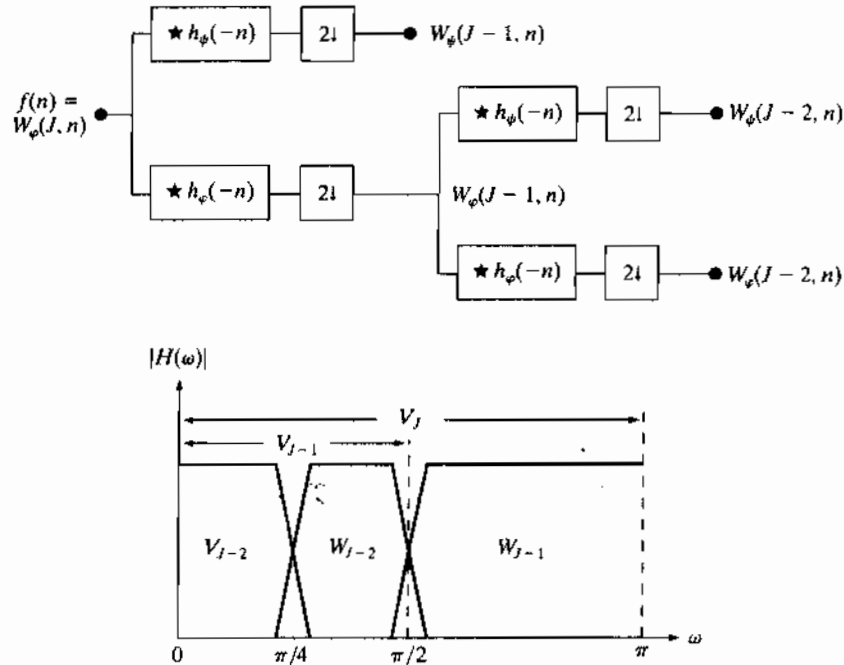 ★ h_ψ(−n) 2↓ W_ψ(J − 1, n)
f(n) =
W_φ(J, n)
★ h_ψ(−n) 2↓ W_ψ(J − 2, n)
★ h_φ(−n) 2↓ W_φ(J − 1, n)
★ h_φ(−n) 2↓ W_φ(J − 2, n)
|H(ω)|
V_J
V_{J−1}
V_{J−2} W_{J−2} W_{J−1}
0 π/4 π/2 π ω